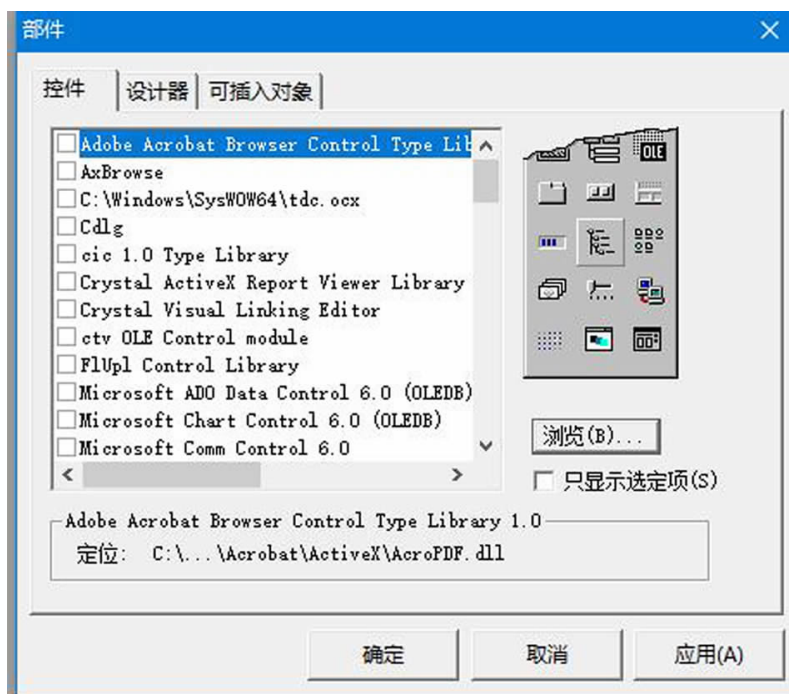 部件
控件
设计器
可插入对象
Adobe Acrobat Browser Control Type Lib
AxBrowse
C:\Windows\SysWOW64\tdc.ocx
Cdlg
cic 1.0 Type Library
Crystal ActiveX Report Viewer Library
Crystal Visual Linking Editor
ctv OLE Control module
FlUpl Control Library
Microsoft ADO Data Control 6.0 (OLEDB)
Microsoft Chart Control 6.0 (OLEDB)
Microsoft Comm Control 6.0
OLE
浏览(B)...
只显示选定项(S)
Adobe Acrobat Browser Control Type Library 1.0
定位: C:\...\Acrobat\ActiveX\AcroPDF.dll
确定
取消
应用(A)